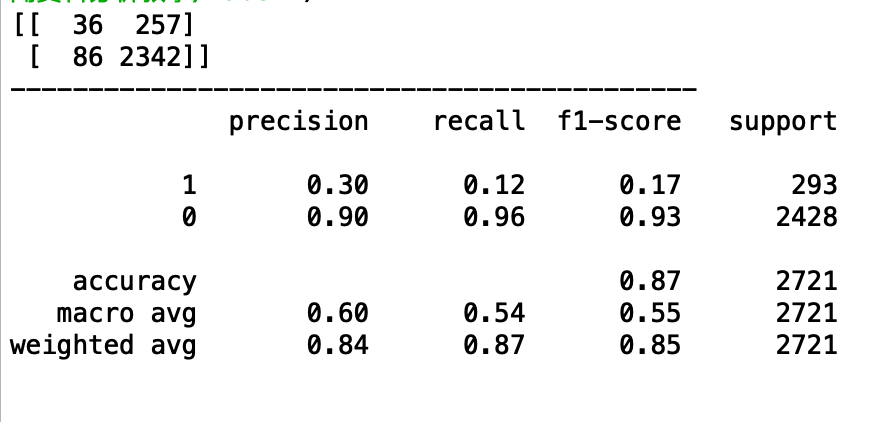 [[  36  257]
 [  86 2342]]
--------------------------------------------
              precision    recall  f1-score   support

           1       0.30      0.12      0.17       293
           0       0.90      0.96      0.93      2428

    accuracy                           0.87      2721
   macro avg       0.60      0.54      0.55      2721
weighted avg       0.84      0.87      0.85      2721